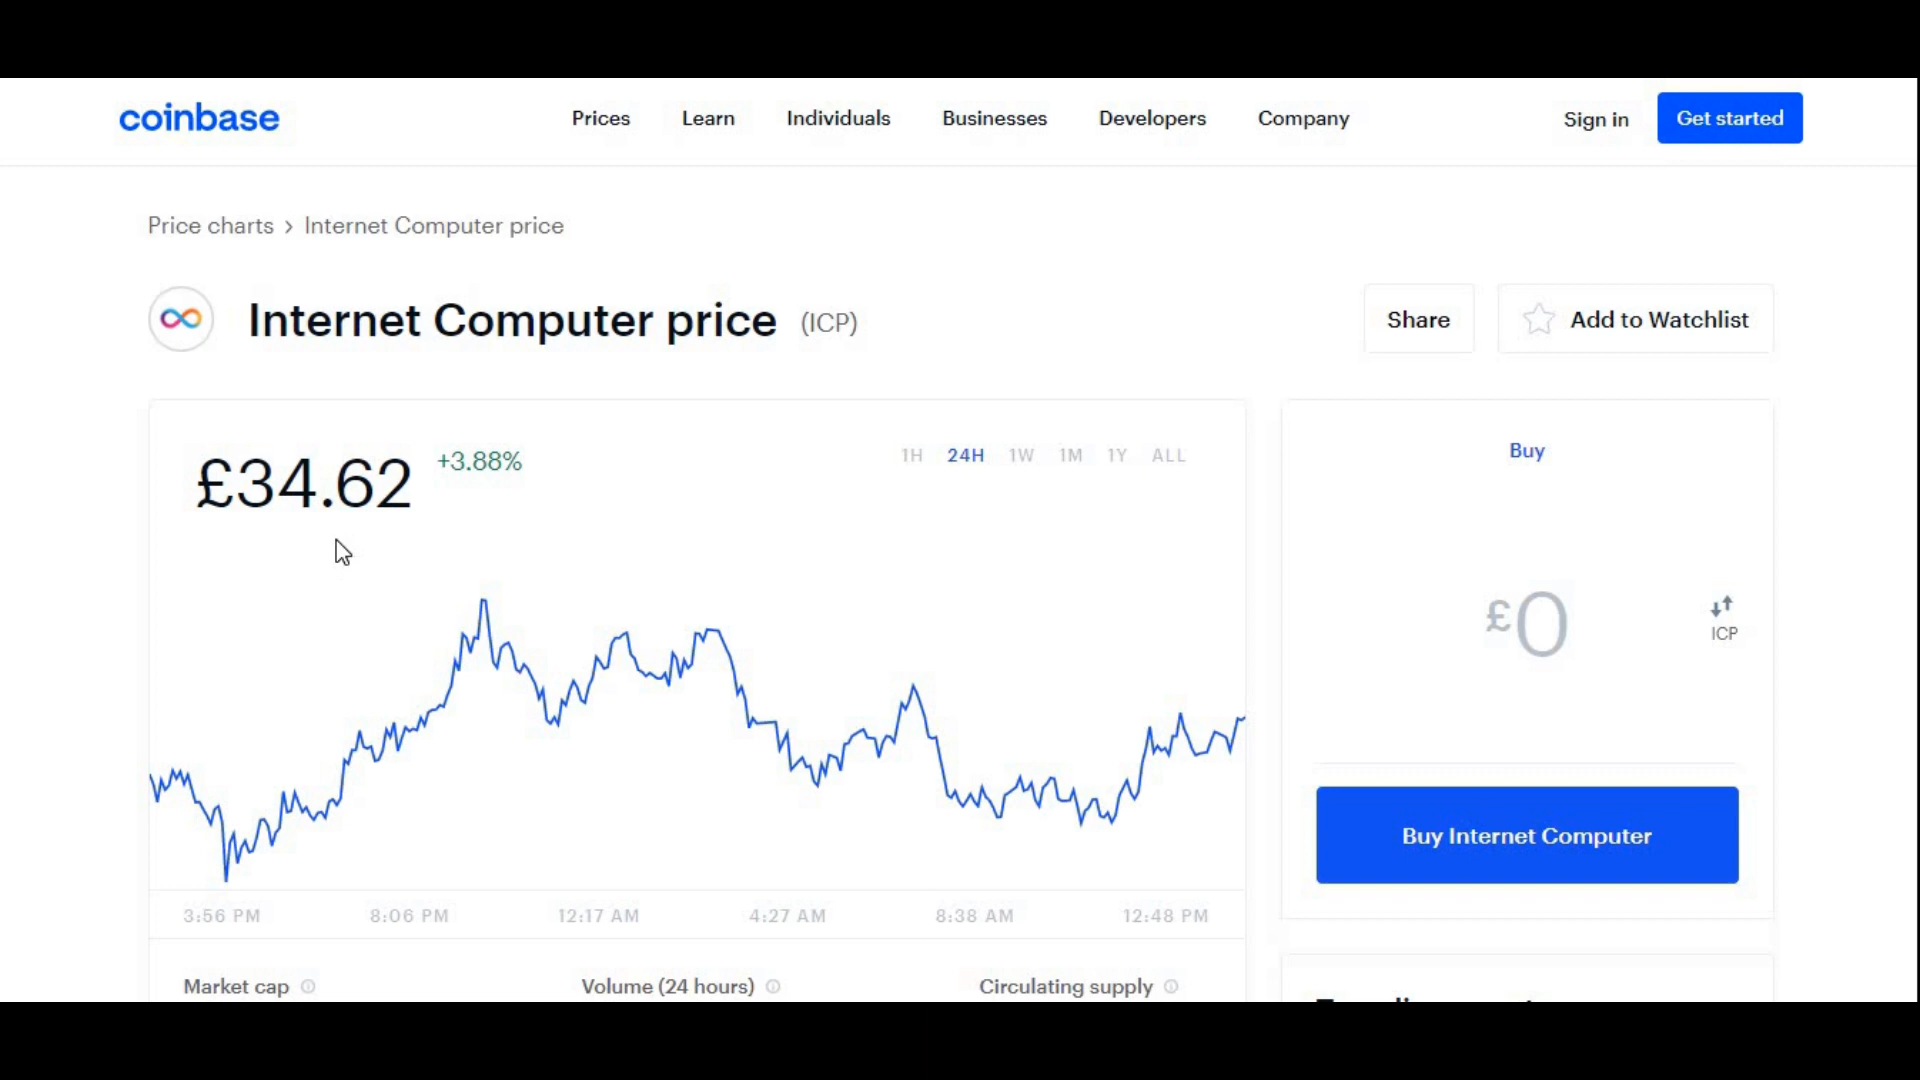 coinbase
Prices Learn Individuals Businesses Developers Company
Sign in Get started
Price charts › Internet Computer price
Internet Computer price (ICP)
Share Add to Watchlist
£34.62 +3.88%
1H 24H 1W 1M 1Y ALL
Buy
£0
ICP
Buy Internet Computer
3:56 PM 8:06 PM 12:17 AM 4:27 AM 8:38 AM 12:48 PM
Market cap Volume (24 hours) Circulating supply